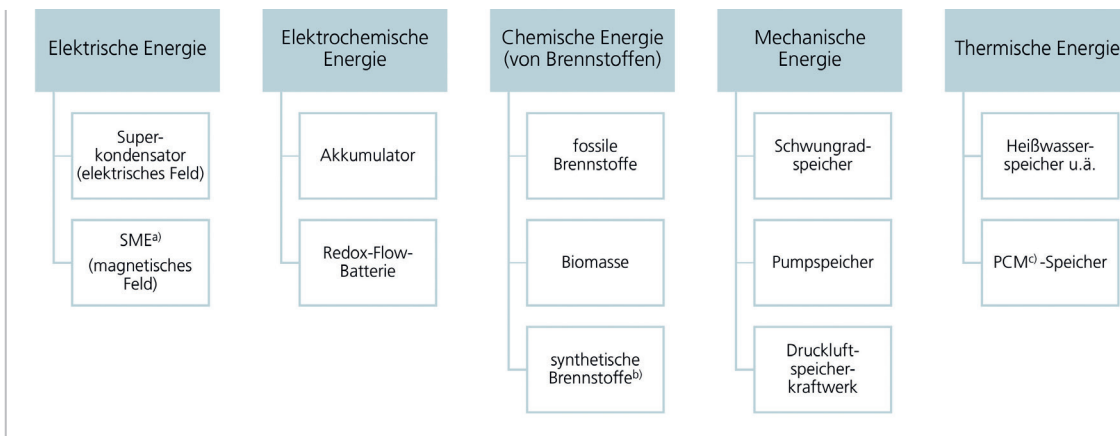 Elektrische Energie
Super-
kondensator
(elektrisches Feld)
SMEa)
(magnetisches
Feld)
Elektrochemische
Energie
Akkumulator
Redox-Flow-
Batterie
Chemische Energie
(von Brennstoffen)
fossile
Brennstoffe
Biomasse
synthetische
Brennstoffeb)
Mechanische
Energie
Schwungrad-
speicher
Pumpspeicher
Druckluft-
speicher-
kraftwerk
Thermische Energie
Heißwasser-
speicher u.ä.
PCMc)-Speicher